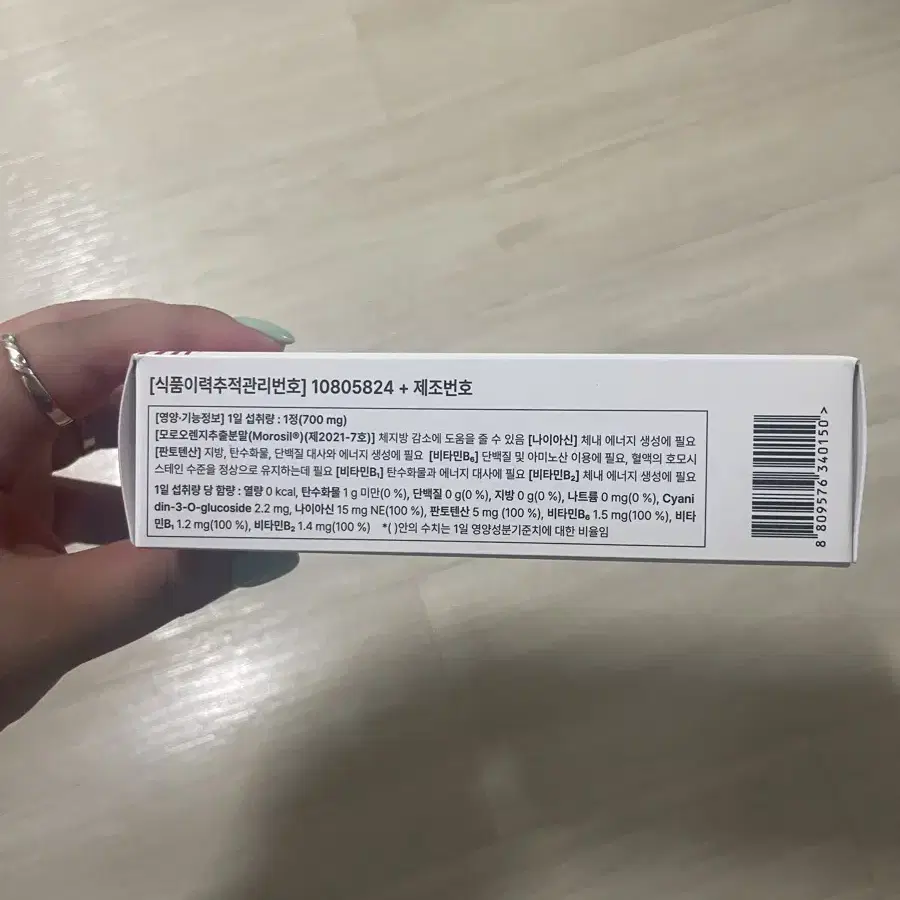 [식품이력추적관리번호] 10805824 + 제조번호
[영양·기능정보] 1일 섭취량 : 1정(700 mg)
[모로오렌지추출분말(Morosil®)(제2021-7호)] 체지방 감소에 도움을 줄 수 있음 [나이아신] 체내 에너지 생성에 필요
[판토텐산] 지방, 탄수화물, 단백질 대사와 에너지 생성에 필요 [비타민B₆] 단백질 및 아미노산 이용에 필요, 혈액의 호모시
스테인 수준을 정상으로 유지하는데 필요 [비타민B₁] 탄수화물과 에너지 대사에 필요 [비타민B₂] 체내 에너지 생성에 필요
1일 섭취량 당 함량 : 열량 0 kcal, 탄수화물 1 g 미만(0 %), 단백질 0 g(0 %), 지방 0 g(0 %), 나트륨 0 mg(0 %), Cyani
din-3-O-glucoside 2.2 mg, 나이아신 15 mg NE(100 %), 판토텐산 5 mg (100 %), 비타민B₆ 1.5 mg(100 %), 비타
민B₁ 1.2 mg(100 %), 비타민B₂ 1.4 mg(100 %) *( )안의 수치는 1일 영양성분기준치에 대한 비율임
8 809576 340150 >